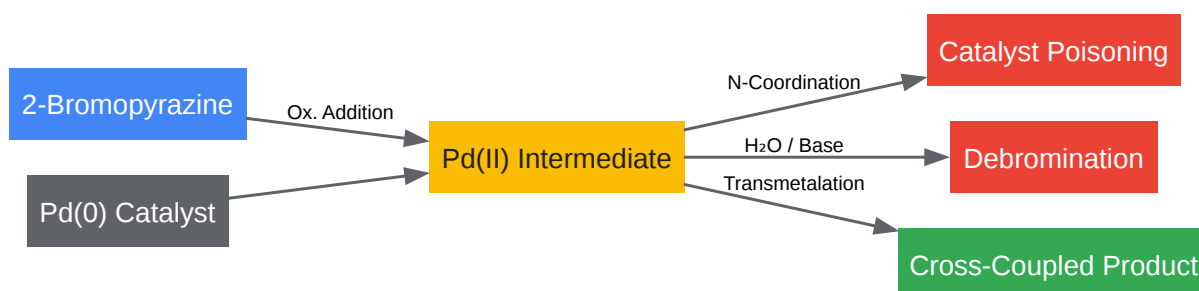 2-Bromopyrazine
Pd(0) Catalyst
Ox. Addition
Pd(II) Intermediate
N-Coordination
H₂O / Base
Transmetalation
Catalyst Poisoning
Debromination
Cross-Coupled Product